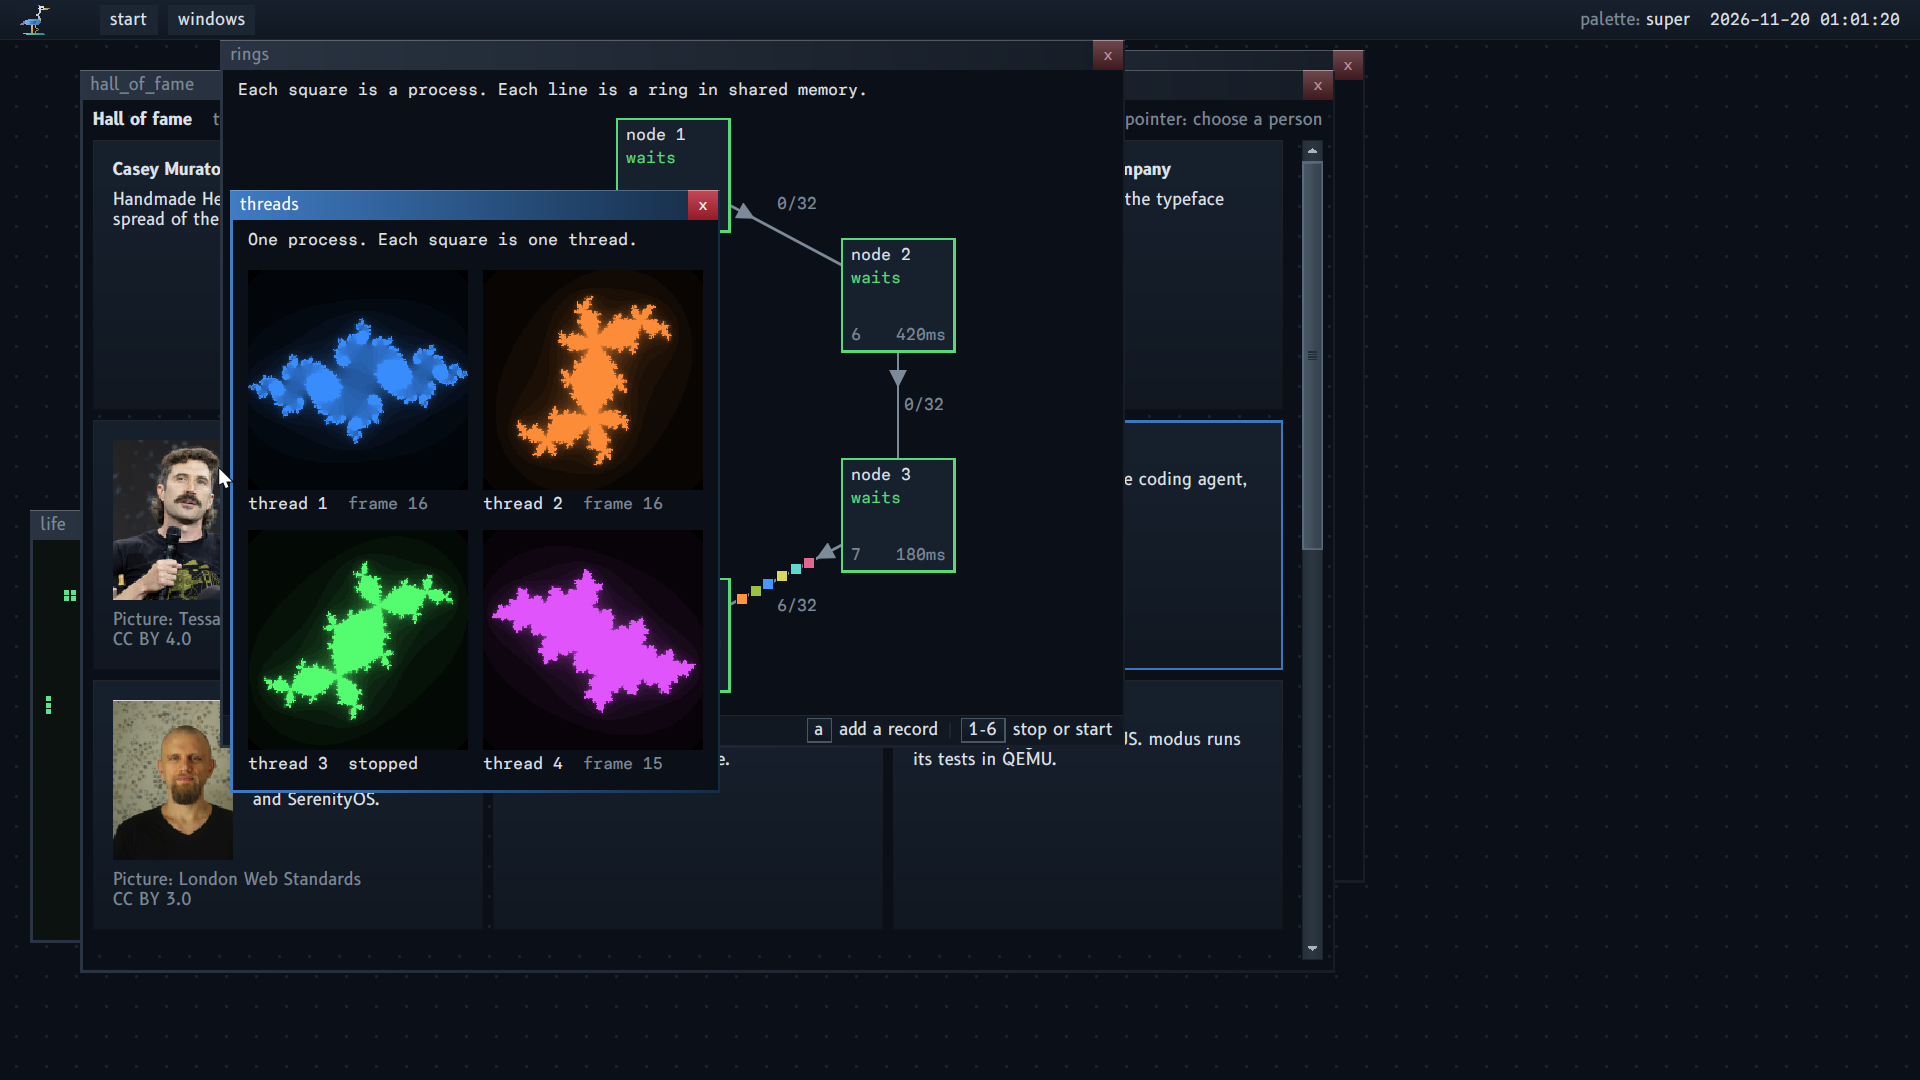 start windows palette: super 2026-11-20 01:01:20
rings x
x
hall_of_fame x
Each square is a process. Each line is a ring in shared memory.
Hall of fame pointer: choose a person
node 1
waits
Casey
Handmade
spread of the
the typeface
threads x
0/32
One process. Each square is one thread.
node 2
waits
6 420ms
0/32
node 3
waits
7 180ms
6/32
e coding agent,
thread 1 frame 16 thread 2 frame 16
life
Picture: Tessa
CC BY 4.0
a add a record 1-6 stop or start
thread 3 stopped thread 4 frame 15
modus runs
its tests in QEMU.
and SerenityOS.
Picture: London Web Standards
CC BY 3.0